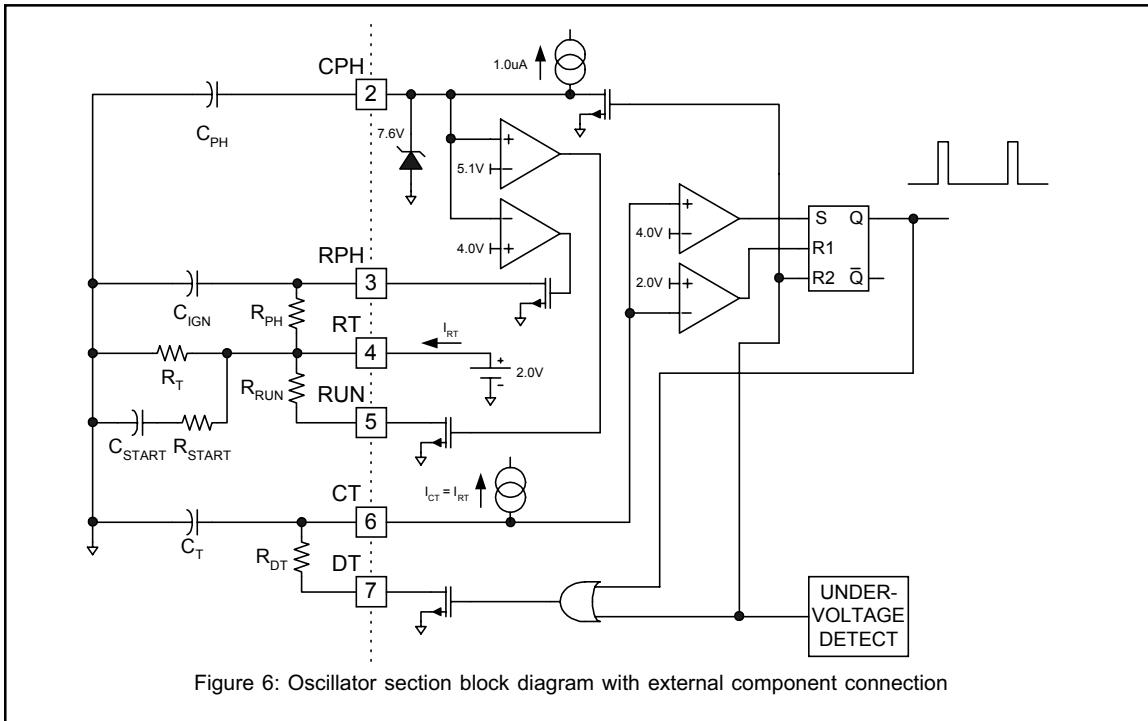 1.0uA
CPH
2
C_PH
7.6V
+
5.1V
−
−
4.0V
+
+
4.0V
−
2.0V
+
−
S Q
R1
R2 Q̅
RPH
3
C_IGN
R_PH
RT
I_RT
4
+
2.0V
-
R_T
R_RUN
RUN
5
C_START R_START
CT
I_CT = I_RT
6
C_T
R_DT
DT
7
UNDER-
VOLTAGE
DETECT
Figure 6: Oscillator section block diagram with external component connection